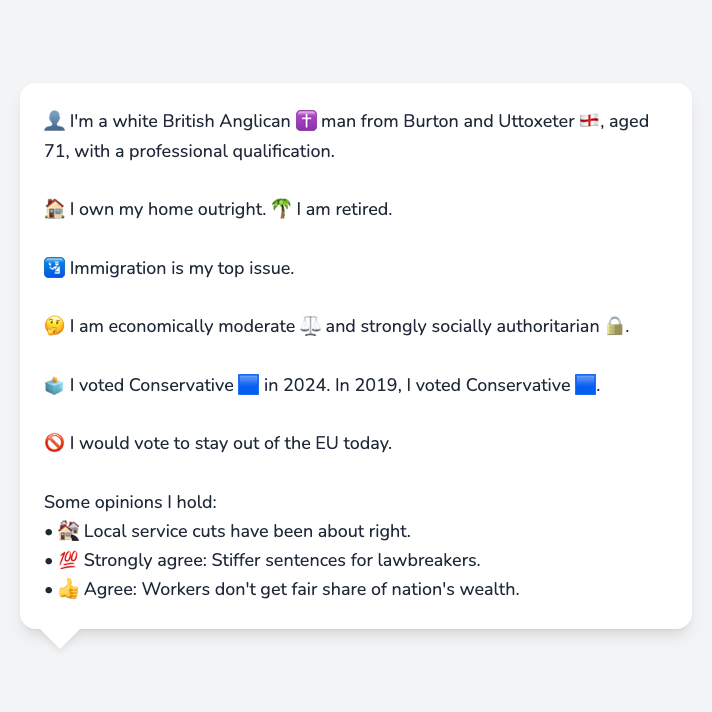 👤 I'm a white British Anglican ✝️ man from Burton and Uttoxeter 🏴󠁧󠁢󠁥󠁮󠁧󠁿, aged
71, with a professional qualification.
🏠 I own my home outright. 🌴 I am retired.
🛂 Immigration is my top issue.
🤔 I am economically moderate ⚖️ and strongly socially authoritarian 🔒.
🗳️ I voted Conservative 🟦 in 2024. In 2019, I voted Conservative 🟦.
🚫 I would vote to stay out of the EU today.
Some opinions I hold:
• 🏚️ Local service cuts have been about right.
• 💯 Strongly agree: Stiffer sentences for lawbreakers.
• 👍 Agree: Workers don't get fair share of nation's wealth.